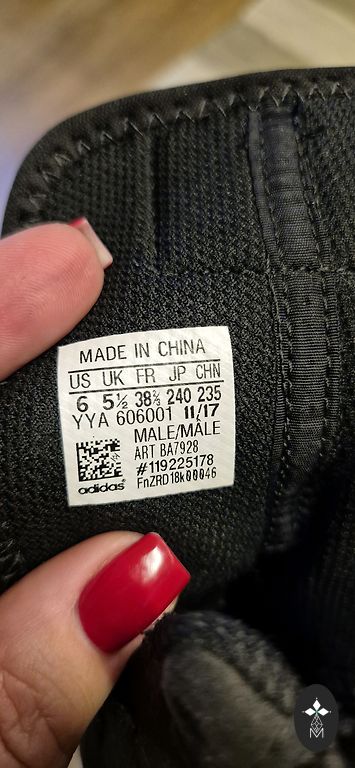 MADE IN CHINA
US UK FR JP CHN
6 5½ 38⅔ 240 235
YYA 606001 11/17
MALE/MÂLE
ART BA7928
#119225178
FnZRD18k00046
adidas
M